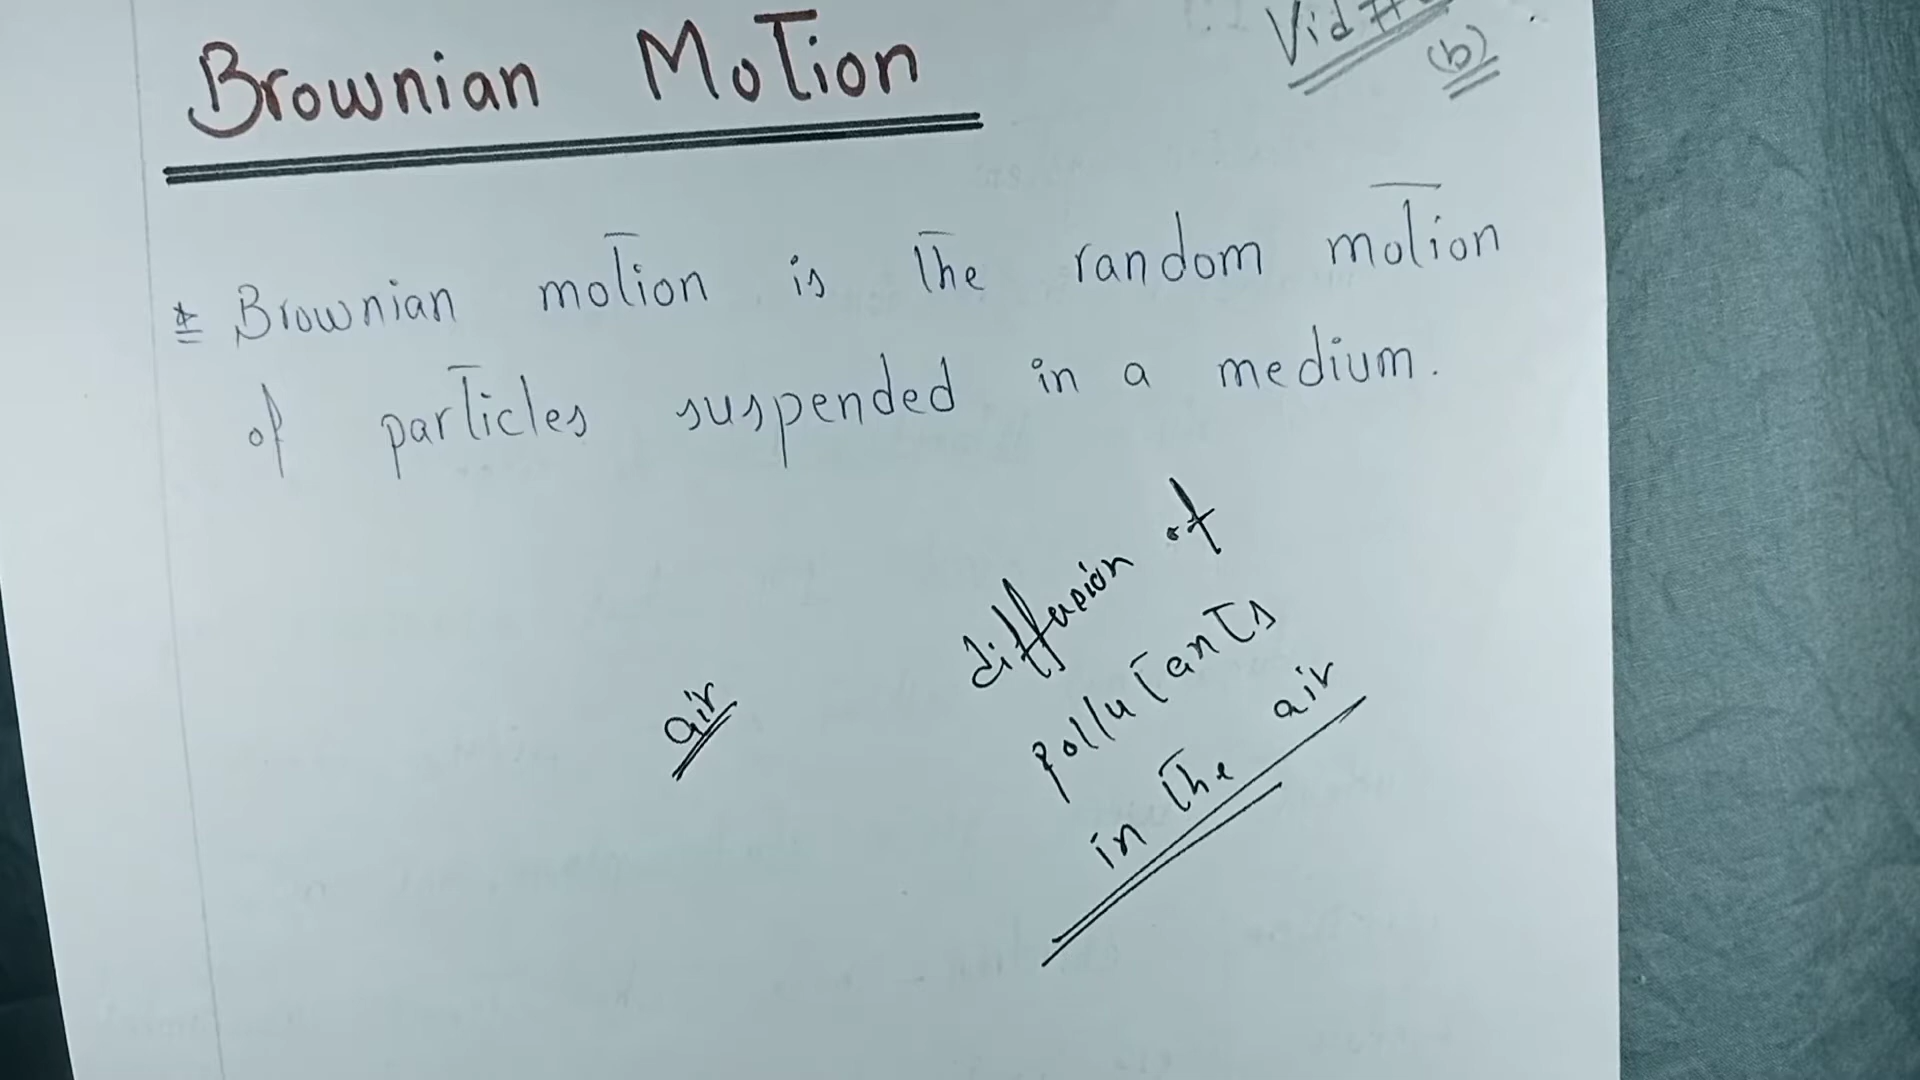 Brownian Motion
Vid #
(b)
* Brownian motion is the random motion
of particles suspended in a medium.
air
diffusion of
pollutants
in the air